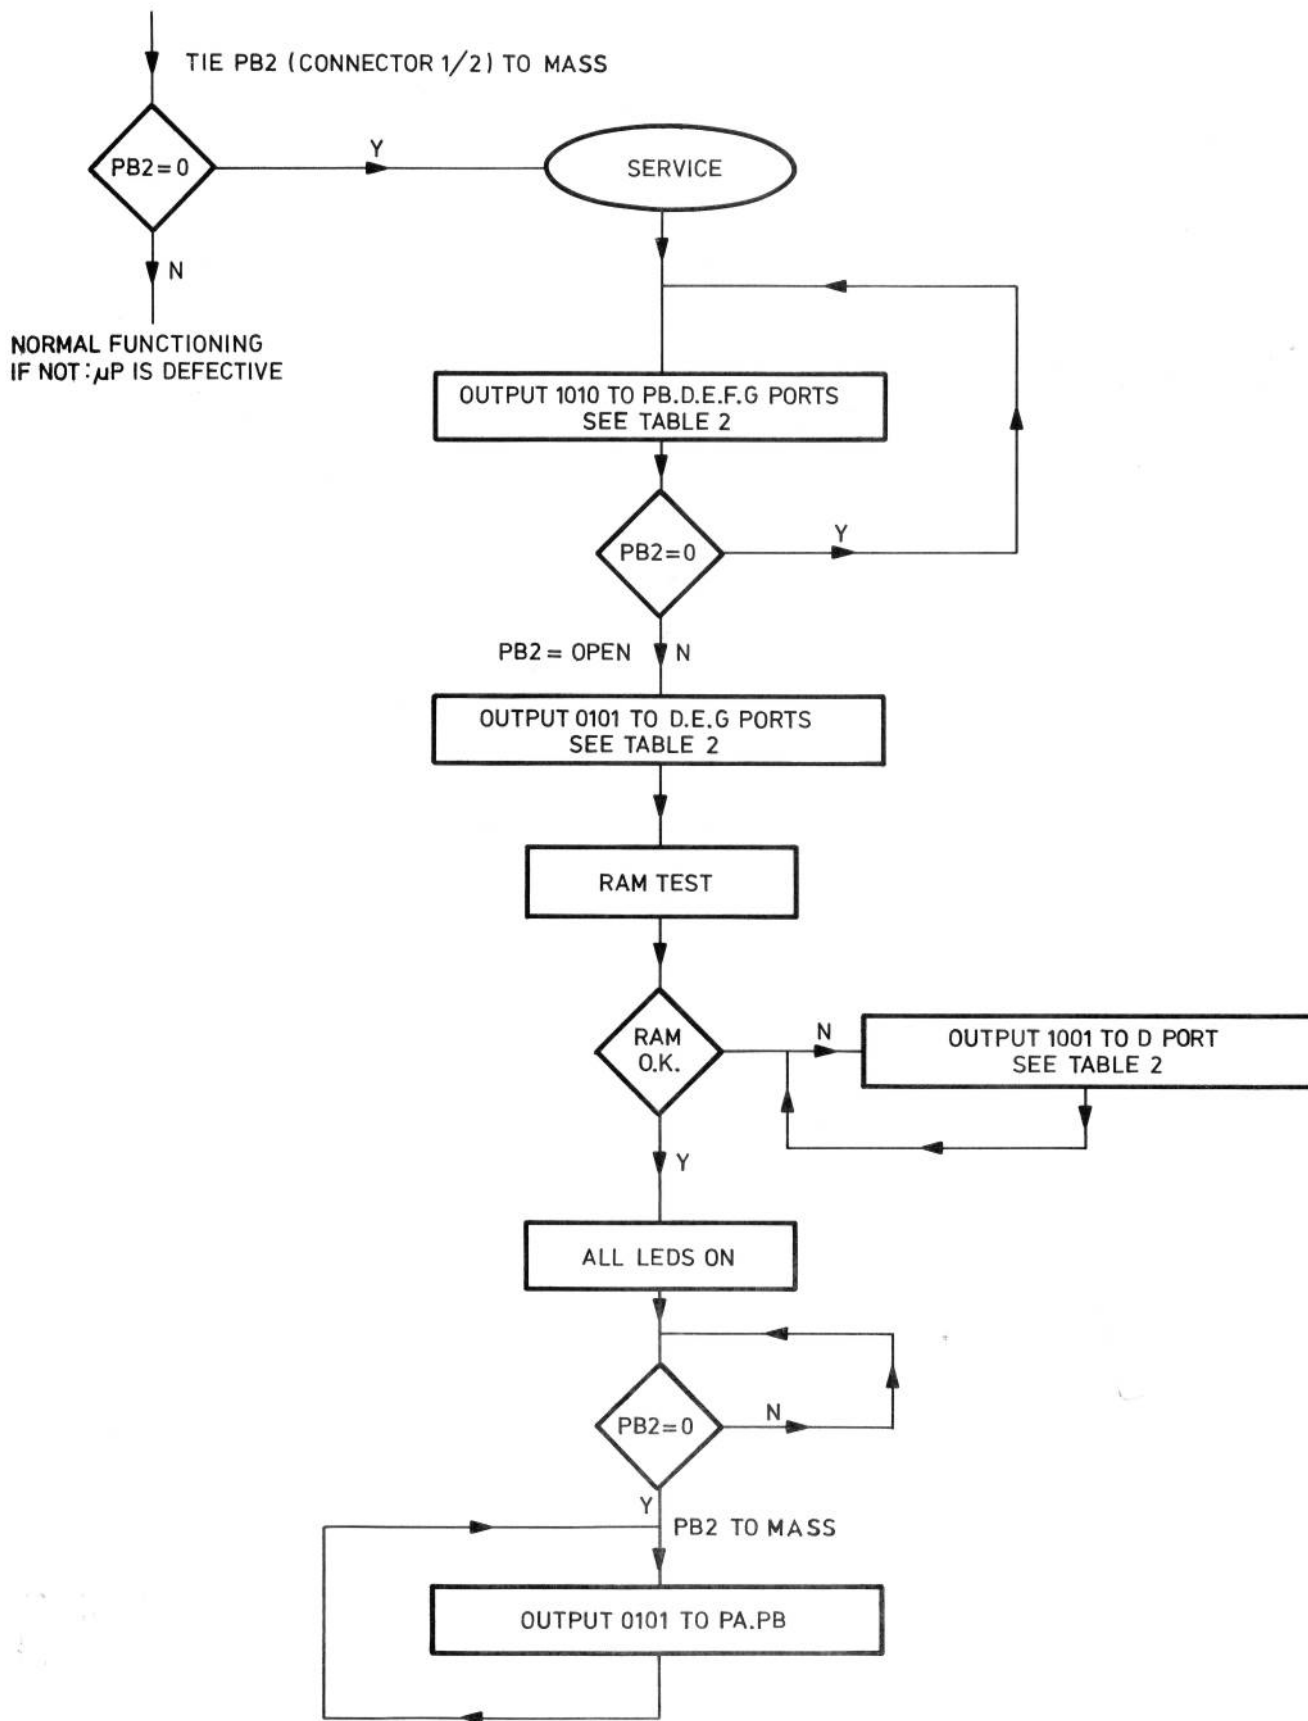 TIE PB2 (CONNECTOR 1/2) TO MASS
PB2=0
Y
SERVICE
N
NORMAL FUNCTIONING
IF NOT: µP IS DEFECTIVE
OUTPUT 1010 TO PB.D.E.F.G PORTS
SEE TABLE 2
PB2=0
Y
PB2= OPEN
N
OUTPUT 0101 TO D.E.G PORTS
SEE TABLE 2
RAM TEST
RAM
O.K.
N
OUTPUT 1001 TO D PORT
SEE TABLE 2
Y
ALL LEDS ON
PB2=0
N
Y
PB2 TO MASS
OUTPUT 0101 TO PA.PB